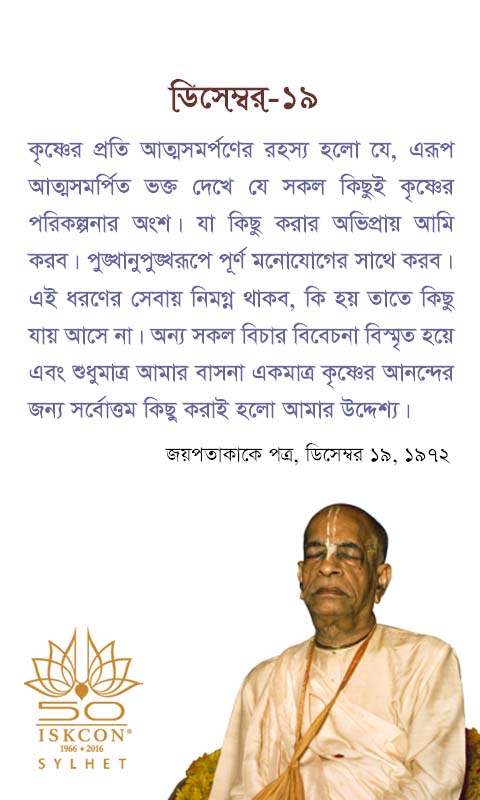 ডিসেম্বর-১৯
কৃষ্ণের প্রতি আত্মসমর্পণের রহস্য হলো যে, এরূপ
আত্মসমর্পিত ভক্ত দেখে যে সকল কিছুই কৃষ্ণের
পরিকল্পনার অংশ। যা কিছু করার অভিপ্রায় আমি
করব। পুঙ্খানুপুঙ্খরূপে পূর্ণ মনোযোগের সাথে করব।
এই ধরণের সেবায় নিমগ্ন থাকব, কি হয় তাতে কিছু
যায় আসে না। অন্য সকল বিচার বিবেচনা বিস্মৃত হয়ে
এবং শুধুমাত্র আমার বাসনা একমাত্র কৃষ্ণের আনন্দের
জন্য সর্বোত্তম কিছু করাই হলো আমার উদ্দেশ্য।
জয়পতাকাকে পত্র, ডিসেম্বর ১৯, ১৯৭২
50
ISKCON®
1966 • 2016
SYLHET